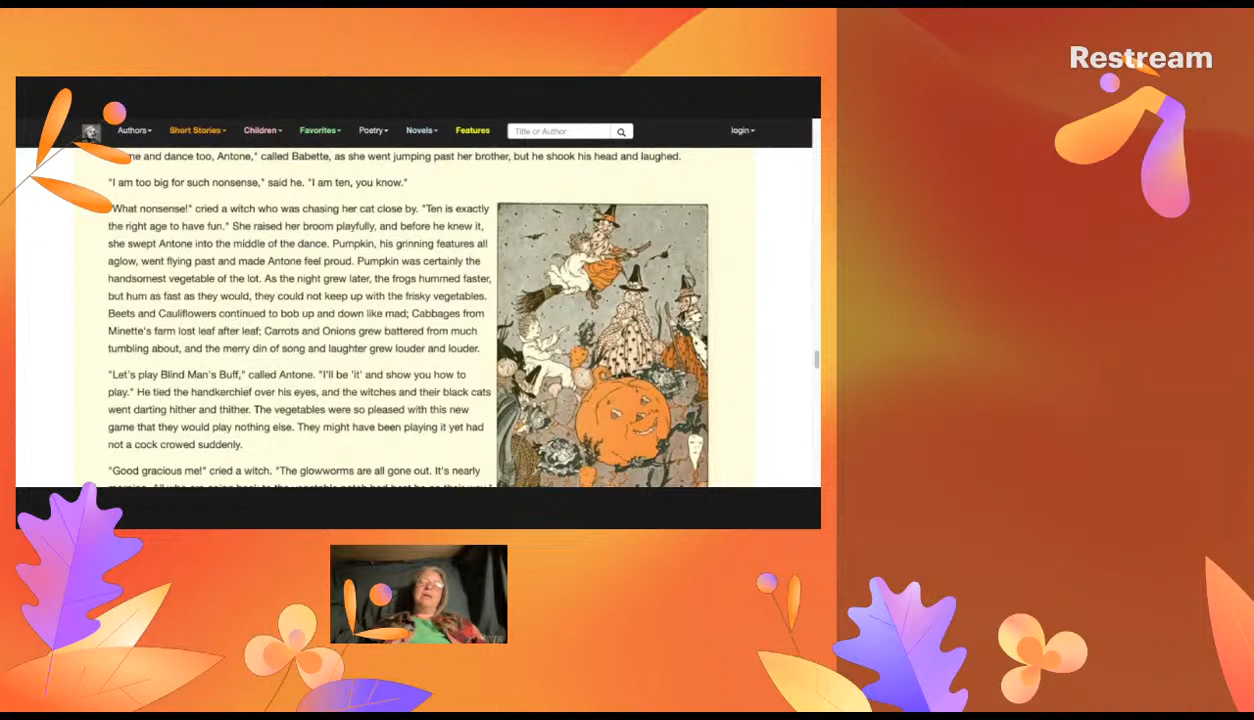 Restream
Authors
Short Stories
Children
Favorites
Poetry
Novels
Features
Title or Author
login
me and dance too, Antone," called Babette, as she went jumping past her brother, but he shook his head and laughed.
"I am too big for such nonsense," said he. "I am ten, you know."
"What nonsense!" cried a witch who was chasing her cat close by. "Ten is exactly
the right age to have fun." She raised her broom playfully, and before he knew it,
she swept Antone into the middle of the dance. Pumpkin, his grinning features all
aglow, went flying past and made Antone feel proud. Pumpkin was certainly the
handsomest vegetable of the lot. As the night grew later, the frogs hummed faster,
but hum as fast as they would, they could not keep up with the frisky vegetables.
Beets and Cauliflowers continued to bob up and down like mad; Cabbages from
Minette's farm lost leaf after leaf; Carrots and Onions grew battered from much
tumbling about, and the merry din of song and laughter grew louder and louder.
"Let's play Blind Man's Buff," called Antone. "I'll be 'it' and show you how to
play." He tied the handkerchief over his eyes, and the witches and their black cats
went darting hither and thither. The vegetables were so pleased with this new
game that they would play nothing else. They might have been playing it yet had
not a cock crowed suddenly.
"Good gracious me!" cried a witch. "The glowworms are all gone out. It's nearly